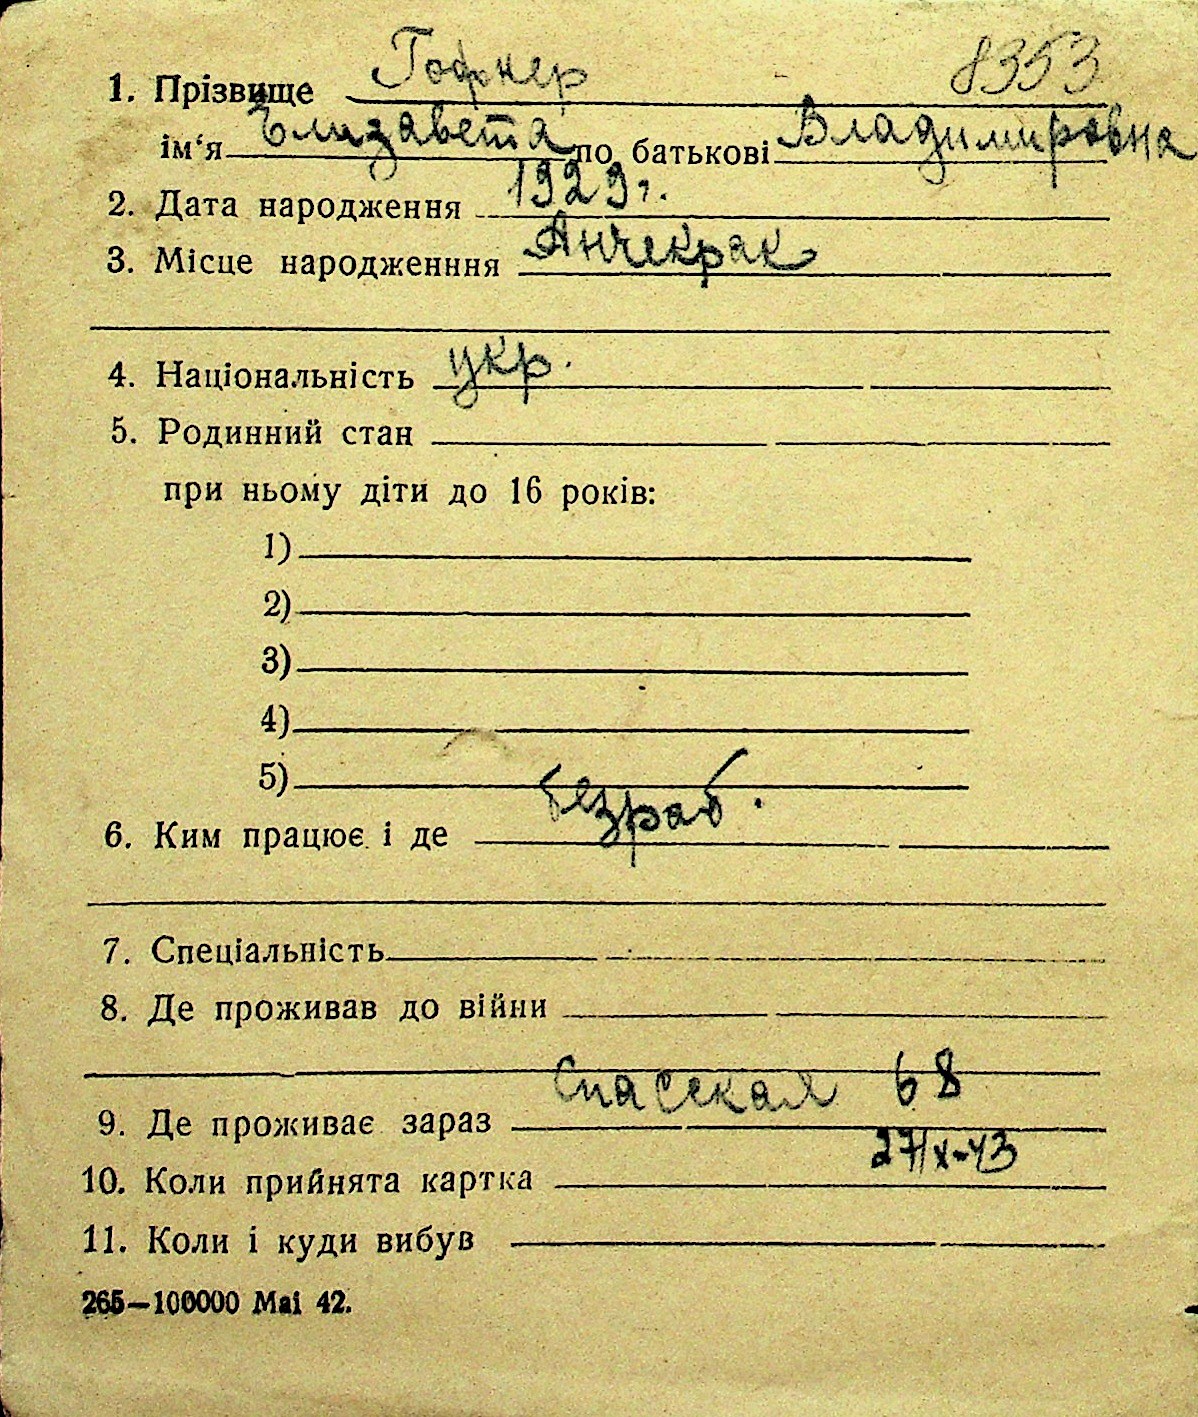 1. Прізвище Гофнер 8353
ім‘я Елизавета по батькові Владимировна
2. Дата народження 1929 г.
3. Місце народженння Анчекрак
4. Національність укр.
5. Родинний стан
при ньому діти до 16 років:
1)
2)
3)
4)
5)
6. Ким працює і де безраб.
7. Спеціальність
8. Де проживав до війни
9. Де проживає зараз Спасская 68
10. Коли прийнята картка 27/IX-43
11. Коли і куди вибув
265—100000 Mai 42.